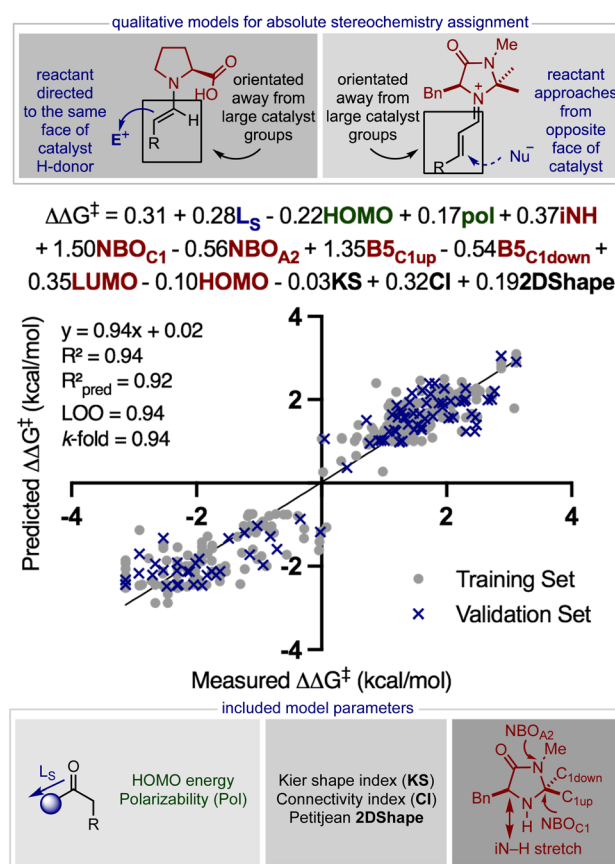 qualitative models for absolute stereochemistry assignment
reactant
directed
to the same
face of
catalyst
H-donor
E+
N
O
HO
H
R
orientated
away from
large catalyst
groups
orientated
away from
large catalyst
groups
O
Me
N
Bn
N
+
R
Nu−
reactant
approaches
from
opposite
face of
catalyst
ΔΔG‡ = 0.31 + 0.28LS - 0.22HOMO + 0.17pol + 0.37iNH
+ 1.50NBOC1 - 0.56NBOA2 + 1.35B5C1up - 0.54B5C1down +
0.35LUMO - 0.10HOMO - 0.03KS + 0.32CI + 0.192DShape
y = 0.94x + 0.02
R² = 0.94
R²pred = 0.92
LOO = 0.94
k-fold = 0.94
Predicted ΔΔG‡ (kcal/mol)
4
2
-4
-2
2
4
-2
-4
Training Set
Validation Set
Measured ΔΔG‡ (kcal/mol)
included model parameters
LS
O
R
HOMO energy
Polarizability (Pol)
Kier shape index (KS)
Connectivity index (CI)
Petitjean 2DShape
NBOA2
O
Me
N
C1down
C1up
Bn
N
H
NBOC1
iN–H stretch